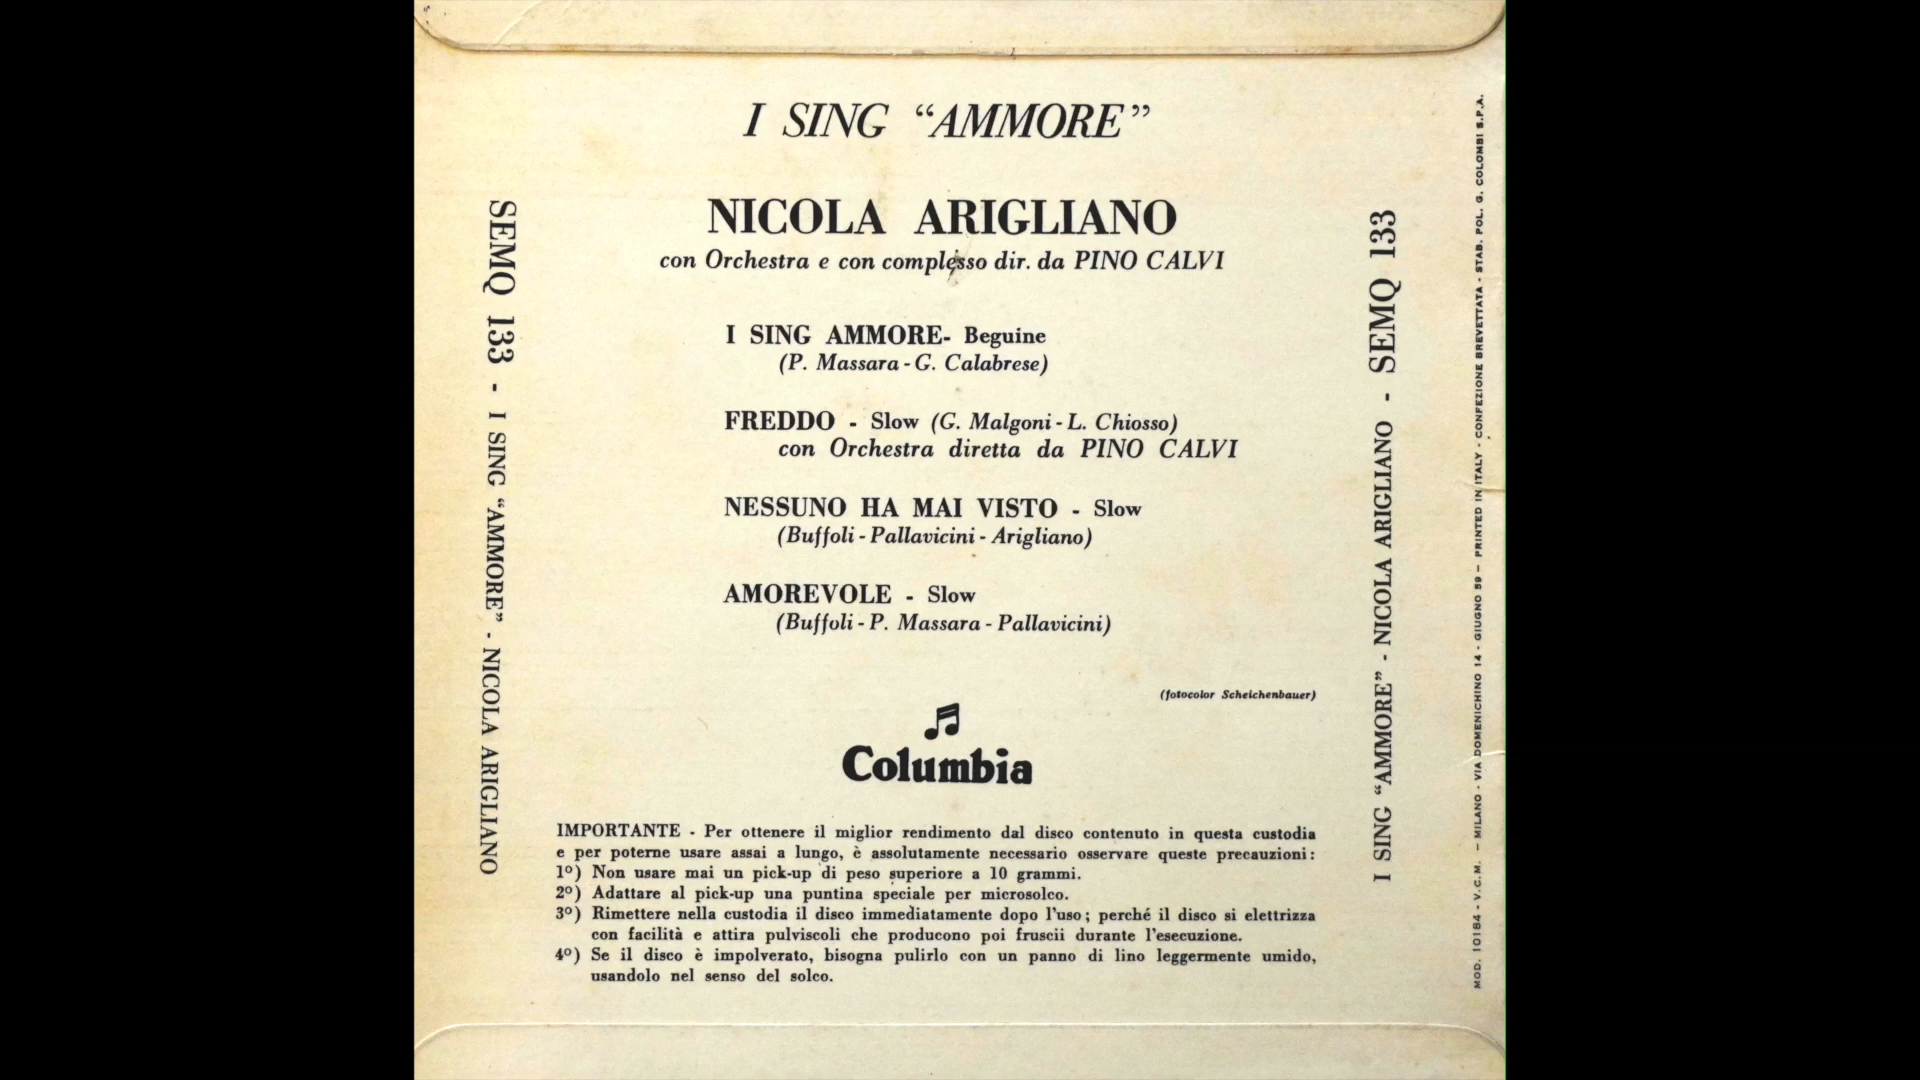 I SING “AMMORE”
NICOLA ARIGLIANO
con Orchestra e con complesso dir. da PINO CALVI
I SING AMMORE- Beguine
(P. Massara - G. Calabrese)
FREDDO - Slow (G. Malgoni - L. Chiosso)
con Orchestra diretta da PINO CALVI
NESSUNO HA MAI VISTO - Slow
(Buffoli - Pallavicini - Arigliano)
AMOREVOLE - Slow
(Buffoli - P. Massara - Pallavicini)
(fotocolor Scheichenbauer)
Columbia
IMPORTANTE - Per ottenere il miglior rendimento dal disco contenuto in questa custodia
e per poterne usare assai a lungo, è assolutamente necessario osservare queste precauzioni:
1º) Non usare mai un pick-up di peso superiore a 10 grammi.
2º) Adattare al pick-up una puntina speciale per microsolco.
3º) Rimettere nella custodia il disco immediatamente dopo l'uso; perché il disco si elettrizza
con facilità e attira pulviscoli che producono poi fruscii durante l'esecuzione.
4º) Se il disco è impolverato, bisogna pulirlo con un panno di lino leggermente umido,
usandolo nel senso del solco.
SEMQ 133 - I SING “AMMORE” - NICOLA ARIGLIANO
I SING “AMMORE” - NICOLA ARIGLIANO - SEMQ 133
MOD. 10184 - V.C.M. — MILANO - VIA DOMENICHINO 14 - GIUGNO 59 — PRINTED IN ITALY - CONFEZIONE BREVETTATA - STAB. POL. G. COLOMBI S.P.A.